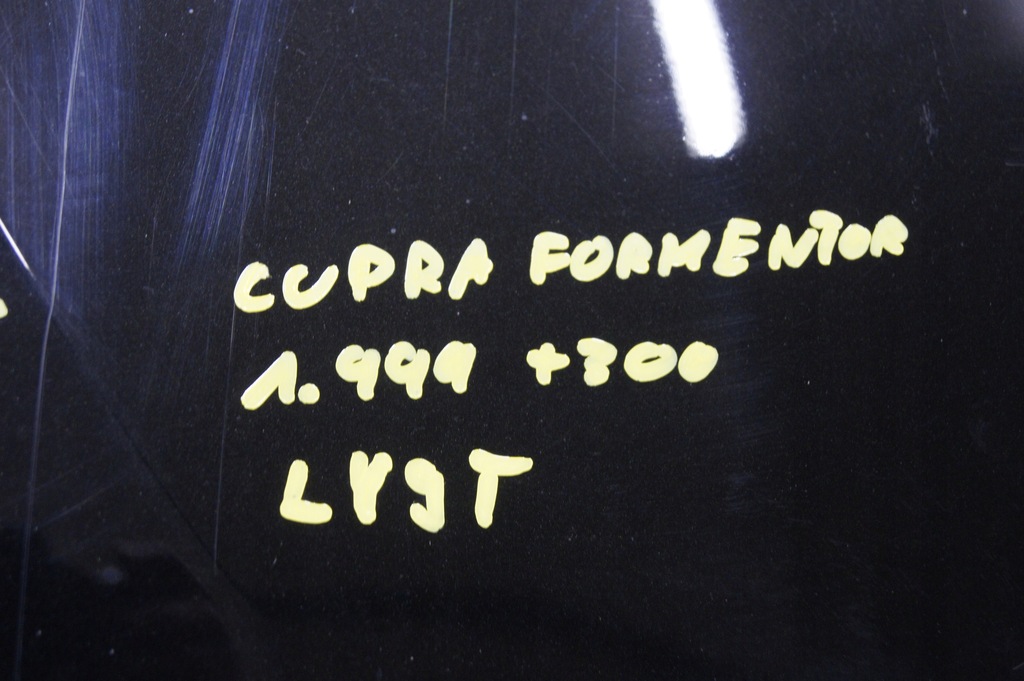 CUPRA FORMENTOR
1.999 +300
LY9T